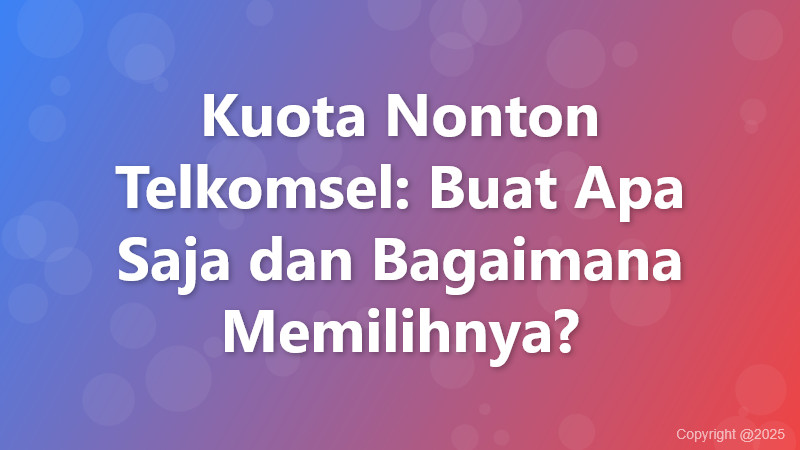 Kuota Nonton
Telkomsel: Buat Apa
Saja dan Bagaimana
Memilihnya?
Copyright @2025